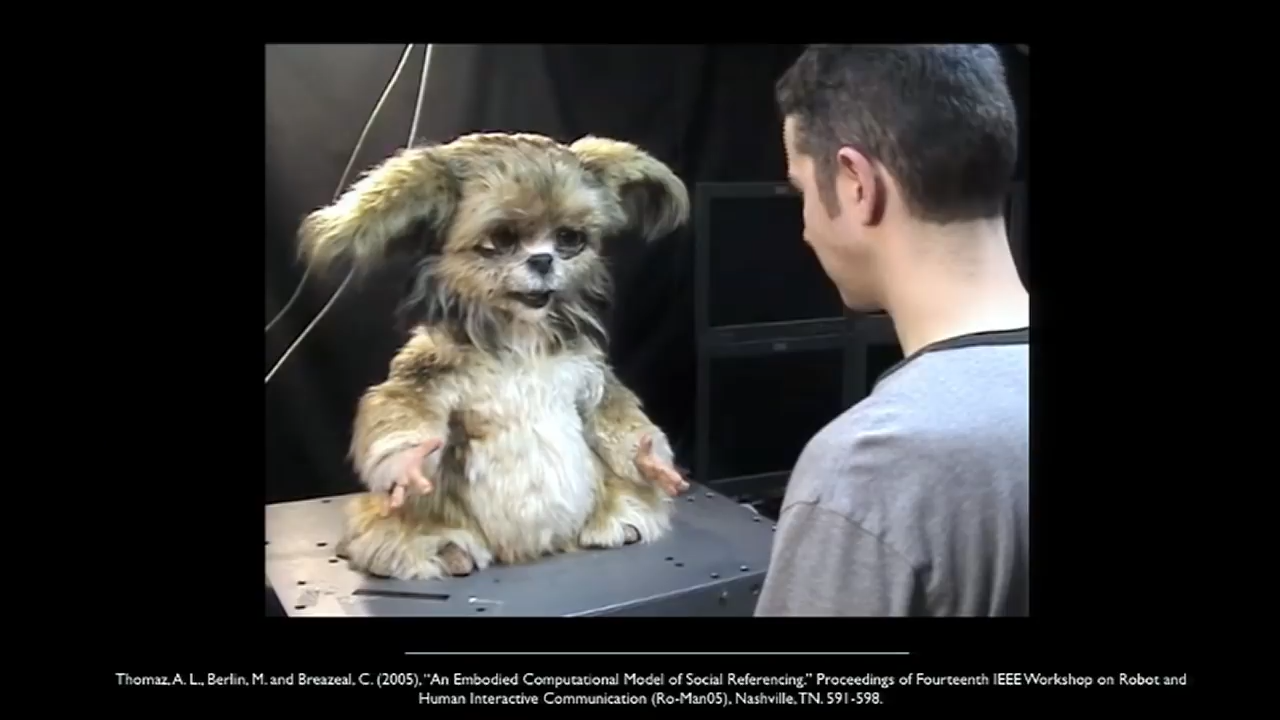 Thomaz, A. L., Berlin, M. and Breazeal, C. (2005), "An Embodied Computational Model of Social Referencing." Proceedings of Fourteenth IEEE Workshop on Robot and
Human Interactive Communication (Ro-Man05), Nashville, TN. 591-598.